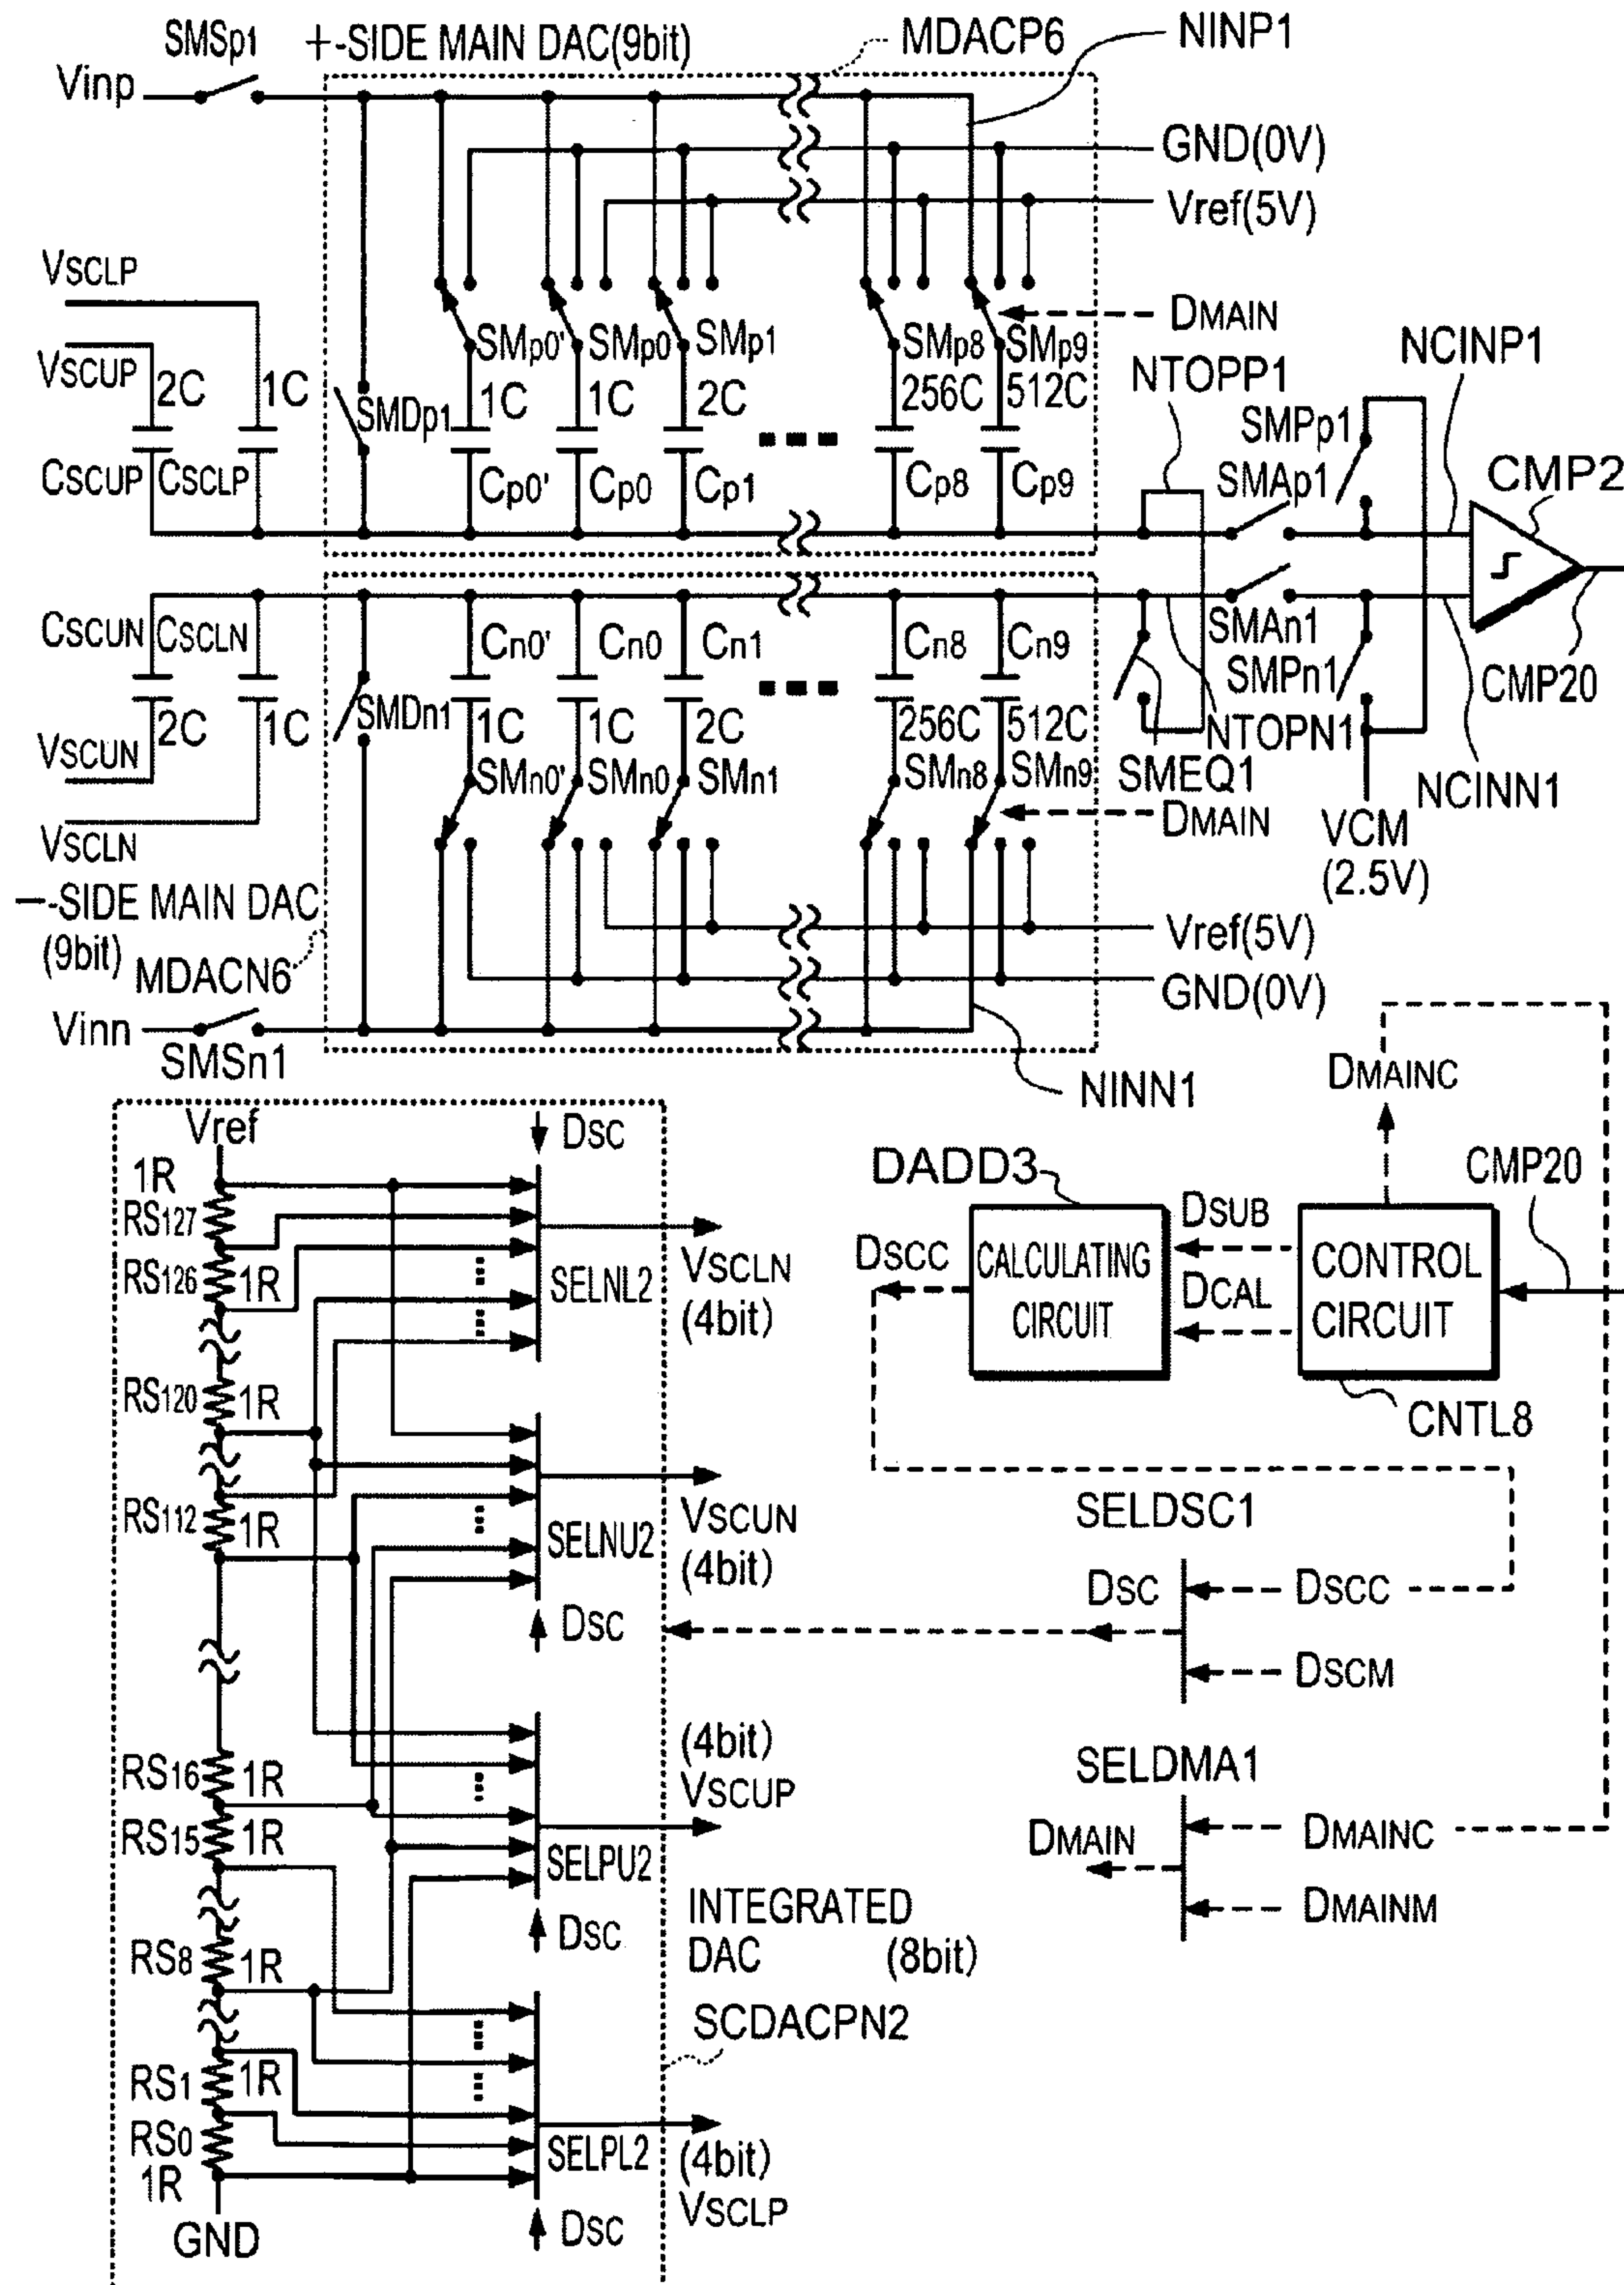 SMSp1 +-SIDE MAIN DAC(9bit) MDACP6 NINP1
Vinp
GND(0V)
Vref(5V)
VSCLP
DMAIN
SMp0' SMp0 SMp1 SMp8 SMp9 NCINP1
VSCUP 2C 1C SMDp1 1C 1C 2C 256C 512C NTOPP1
SMPp1
CSCUP CSCLP Cp0' Cp0 Cp1 Cp8 Cp9 SMAp1 CMP2
CSCUN CSCLN Cn0' Cn0 Cn1 Cn8 Cn9 SMAn1
SMPn1 CMP20
2C 1C SMDn1 1C 1C 2C 256C 512C NTOPN1
VSCUN SMn0' SMn0 SMn1 SMn8 SMn9 SMEQ1 NCINN1
VSCLN DMAIN VCM
(2.5V)
–-SIDE MAIN DAC
(9bit) MDACN6
Vref(5V)
GND(0V)
Vinn
SMSn1
NINN1
DMAINC
Vref DSC
1R
RS127
RS126 1R
SELNL2 VSCLN
(4bit)
DADD3 CMP20
DSCC CALCULATING
CIRCUIT
DSUB
DCAL
CONTROL
CIRCUIT
CNTL8
RS120 1R
RS112 1R
SELNU2 VSCUN
(4bit)
DSC
SELDSC1
DSC DSCC
DSCM
RS16 1R
RS15 1R
(4bit)
VSCUP
SELPU2
DSC
SELDMA1
DMAIN DMAINC
DMAINM
RS8 1R
INTEGRATED
DAC (8bit)
SCDACPN2
RS1 1R
RS0
1R
SELPL2 (4bit)
VSCLP
DSC
GND